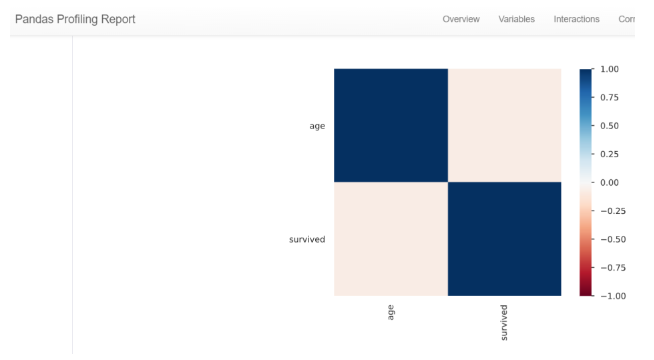 Pandas Profiling Report
Overview Variables Interactions Corr
age
survived
age
survived
1.00
0.75
0.50
0.25
0.00
−0.25
−0.50
−0.75
−1.00